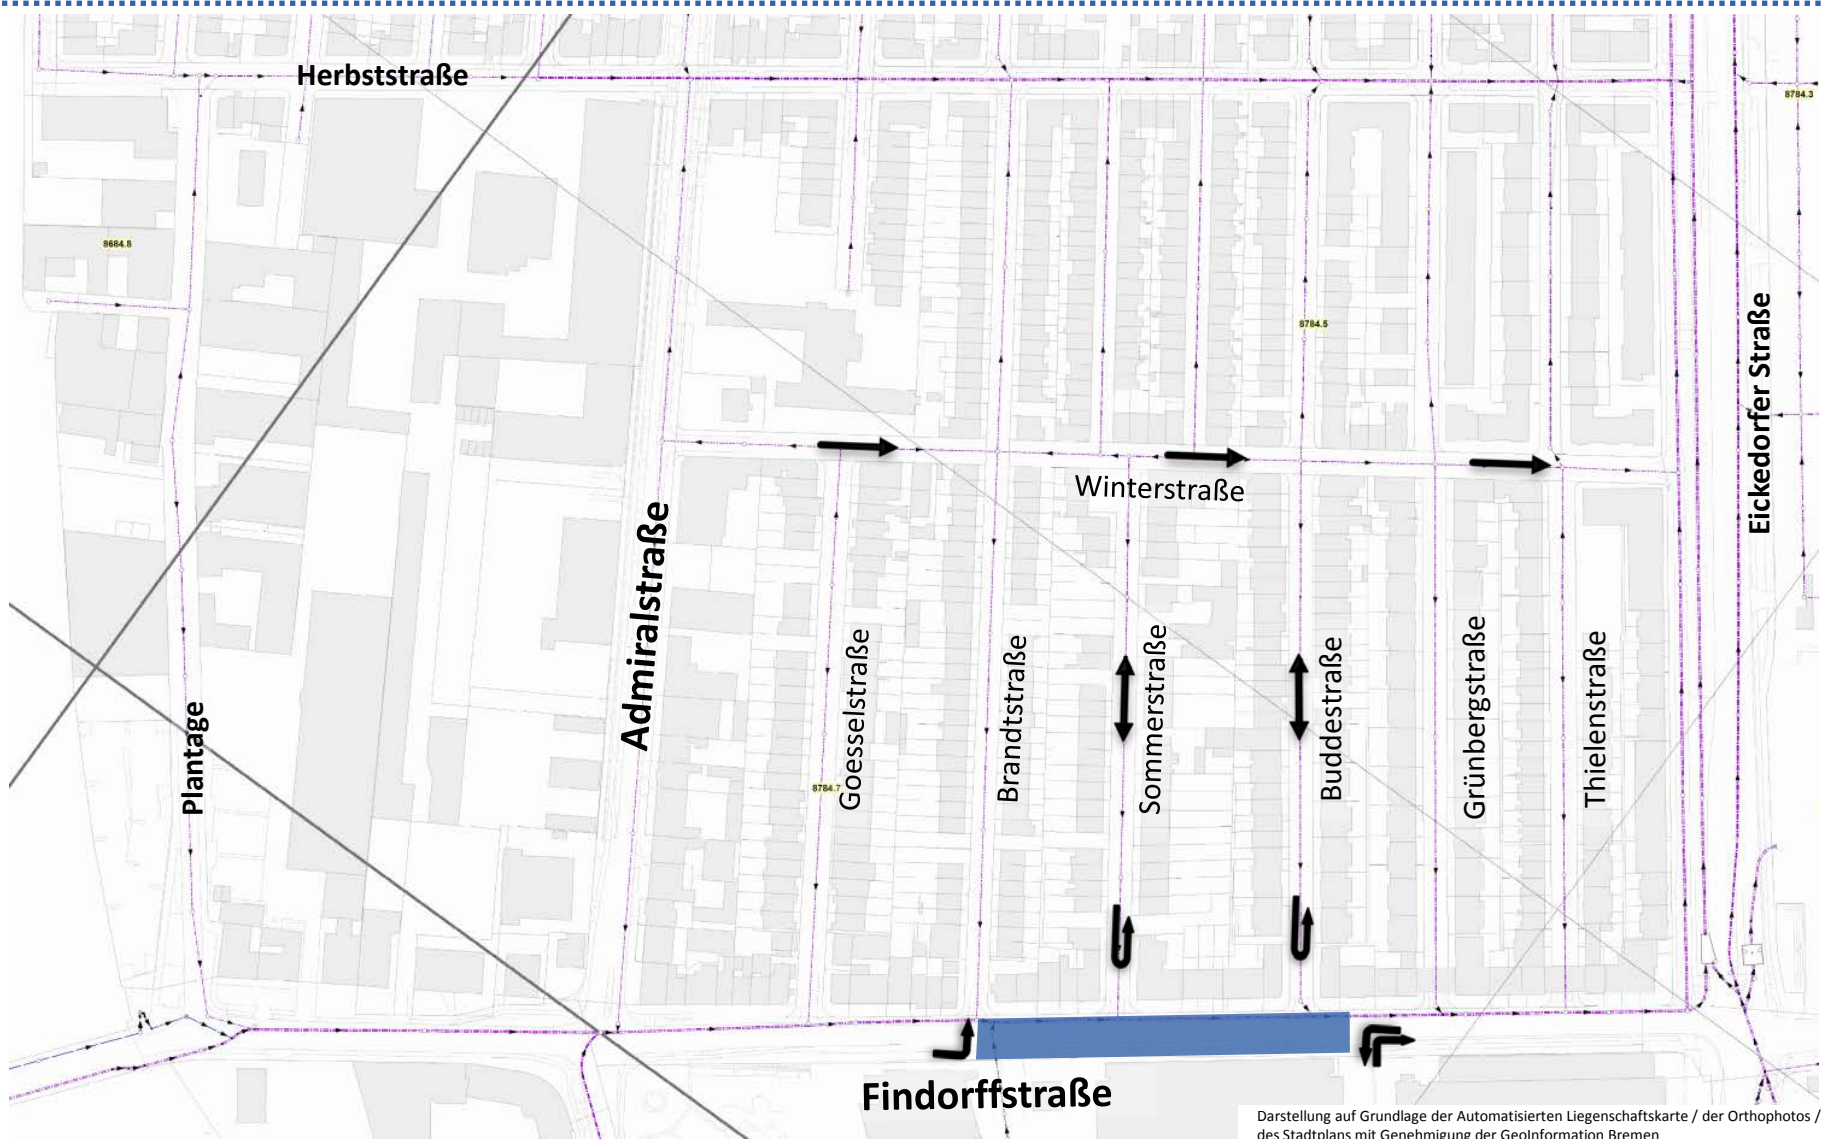 Herbststraße
8784.3
8684.8
8784.5
Eickedorfer Straße
Winterstraße
Admiralstraße
Plantage
8784.7
Goesselstraße
Brandtstraße
Sommerstraße
Buddestraße
Grünbergstraße
Thielenstraße
Findorffstraße
Darstellung auf Grundlage der Automatisierten Liegenschaftskarte / der Orthophotos /
des Stadtplans mit Genehmigung der GeoInformation Bremen